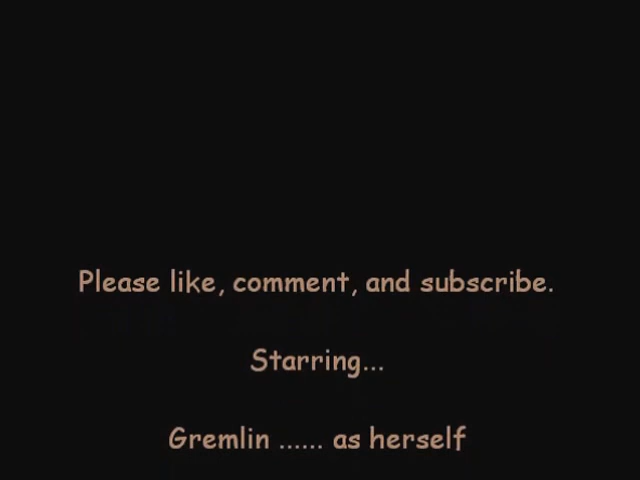 Please like, comment, and subscribe.
Starring...
Gremlin ...... as herself